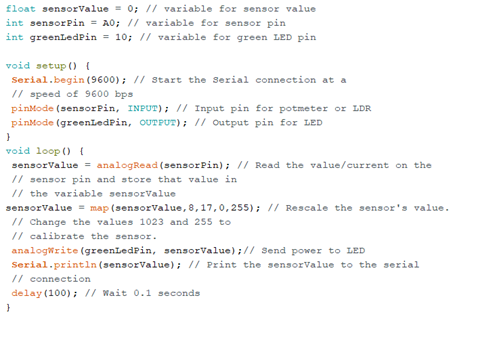 float sensorValue = 0; // variable for sensor value
int sensorPin = A0; // variable for sensor pin
int greenLedPin = 10; // variable for green LED pin
void setup() {
Serial.begin(9600); // Start the Serial connection at a
// speed of 9600 bps
pinMode(sensorPin, INPUT); // Input pin for potmeter or LDR
pinMode(greenLedPin, OUTPUT); // Output pin for LED
}
void loop() {
sensorValue = analogRead(sensorPin); // Read the value/current on the
// sensor pin and store that value in
// the variable sensorValue
sensorValue = map(sensorValue,8,17,0,255); // Rescale the sensor's value.
// Change the values 1023 and 255 to
// calibrate the sensor.
analogWrite(greenLedPin, sensorValue);// Send power to LED
Serial.println(sensorValue); // Print the sensorValue to the serial
// connection
delay(100); // Wait 0.1 seconds
}